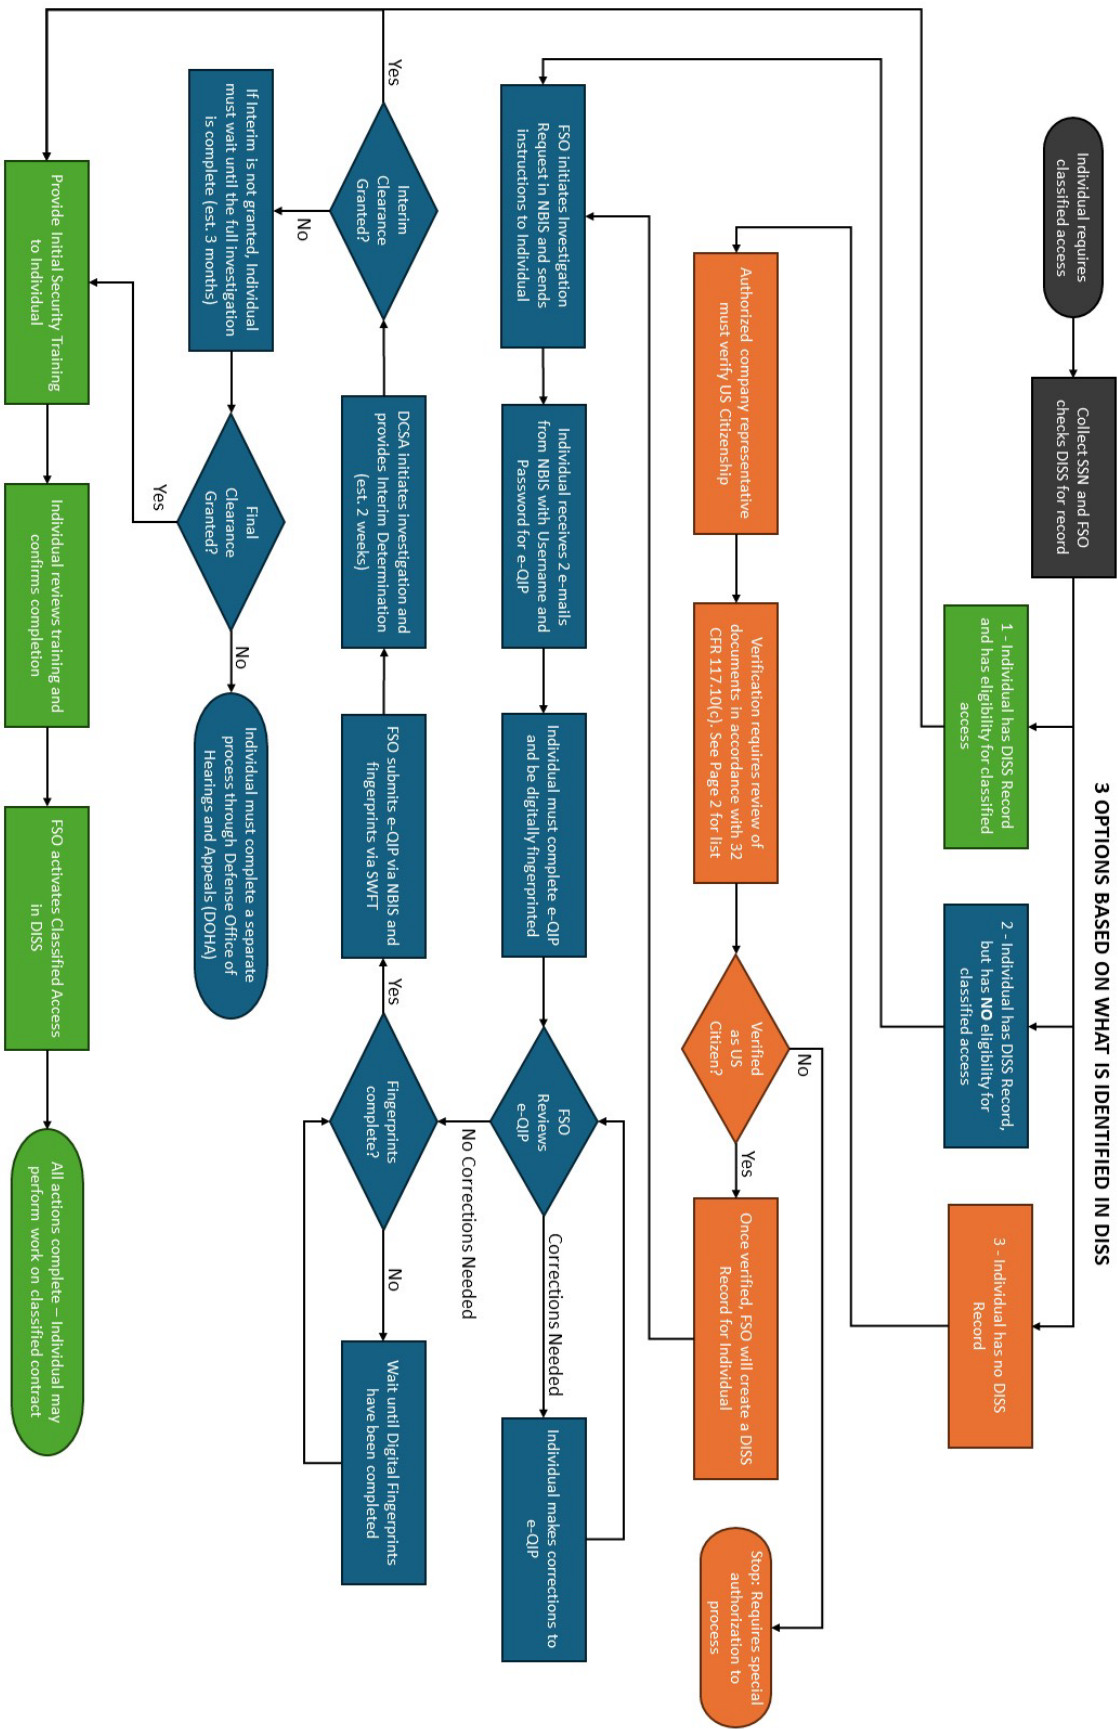 3 OPTIONS BASED ON WHAT IS IDENTIFIED IN DISS
Individual requires
classified access
Collect SSN and FSO
checks DISS for record
1 - Individual has DISS Record
and has eligibility for classified
access
2 - Individual has DISS Record,
but has NO eligibility for
classified access
3 - Individual has no DISS
Record
Authorized company representative
must verify US Citizenship
Verification requires review of
documents in accordance with 32
CFR 117.10(c). See Page 2 for list
Verified
as US
Citizen?
No
Yes
Once verified, FSO will create a DISS
Record for Individual
Stop: Requires special
authorization to
process
FSO initiates Investigation
Request in NBIS and sends
instructions to Individual
Individual receives 2 e-mails
from NBIS with Username and
Password for e-QIP
Individual must complete e-QIP
and be digitally fingerprinted
FSO
Reviews
e-QIP
Corrections Needed
Individual makes corrections to
e-QIP
No Corrections Needed
Interim
Clearance
Granted?
Yes
No
DCSA initiates investigation and
provides Interim Determination
(est. 2 weeks)
FSO submits e-QIP via NBIS and
fingerprints via SWFT
Yes
Fingerprints
complete?
No
Wait until Digital Fingerprints
have been completed
If Interim is not granted, Individual
must wait until the full investigation
is complete (est. 3 months)
Final
Clearance
Granted?
Yes
No
Individual must complete a separate
process through Defense Office of
Hearings and Appeals (DOHA)
Provide Initial Security Training
to Individual
Individual reviews training and
confirms completion
FSO activates Classified Access
in DISS
All actions complete – Individual may
perform work on classified contract